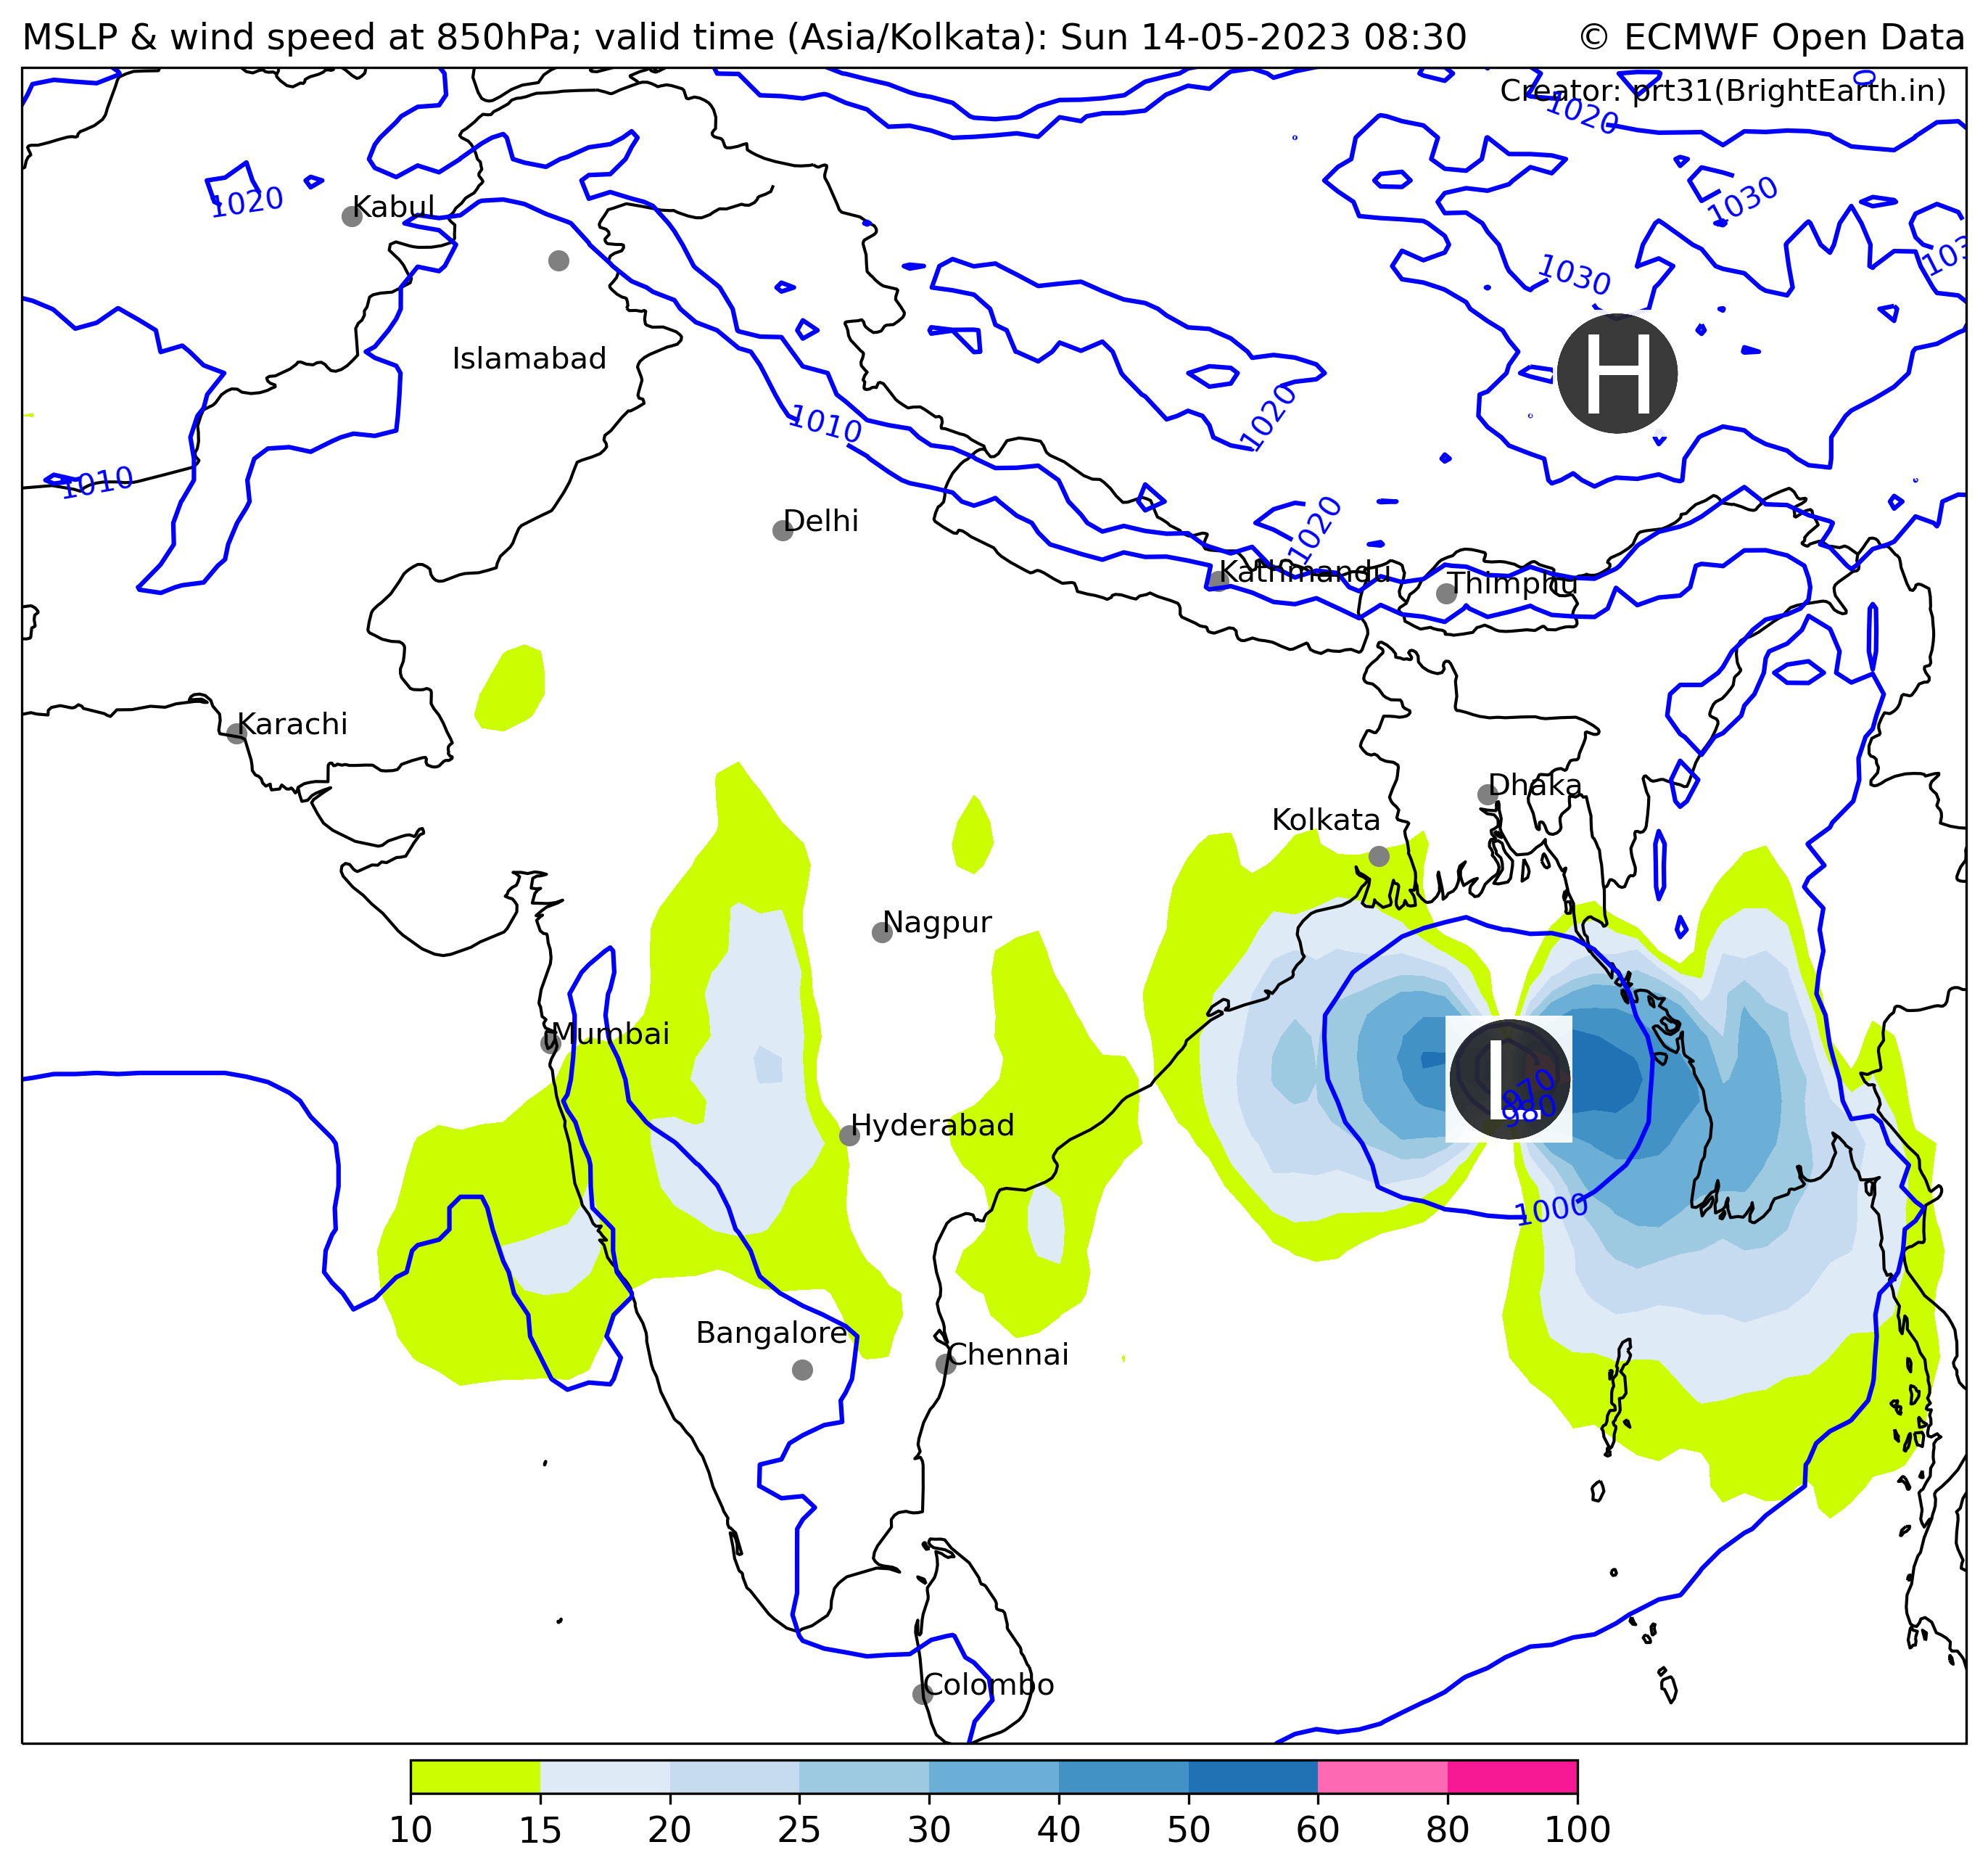 MSLP & wind speed at 850hPa; valid time (Asia/Kolkata): Sun 14-05-2023 08:30
© ECMWF Open Data
Creator: prt31(BrightEarth.in)
1020
1020
Kabul
1030
1030
Islamabad
H
1010
1020
1010
Delhi
1020
Kathmandu
Thimphu
Karachi
Dhaka
Kolkata
Nagpur
Mumbai
L
970
980
Hyderabad
1000
Bangalore
Chennai
Colombo
10 15 20 25 30 40 50 60 80 100